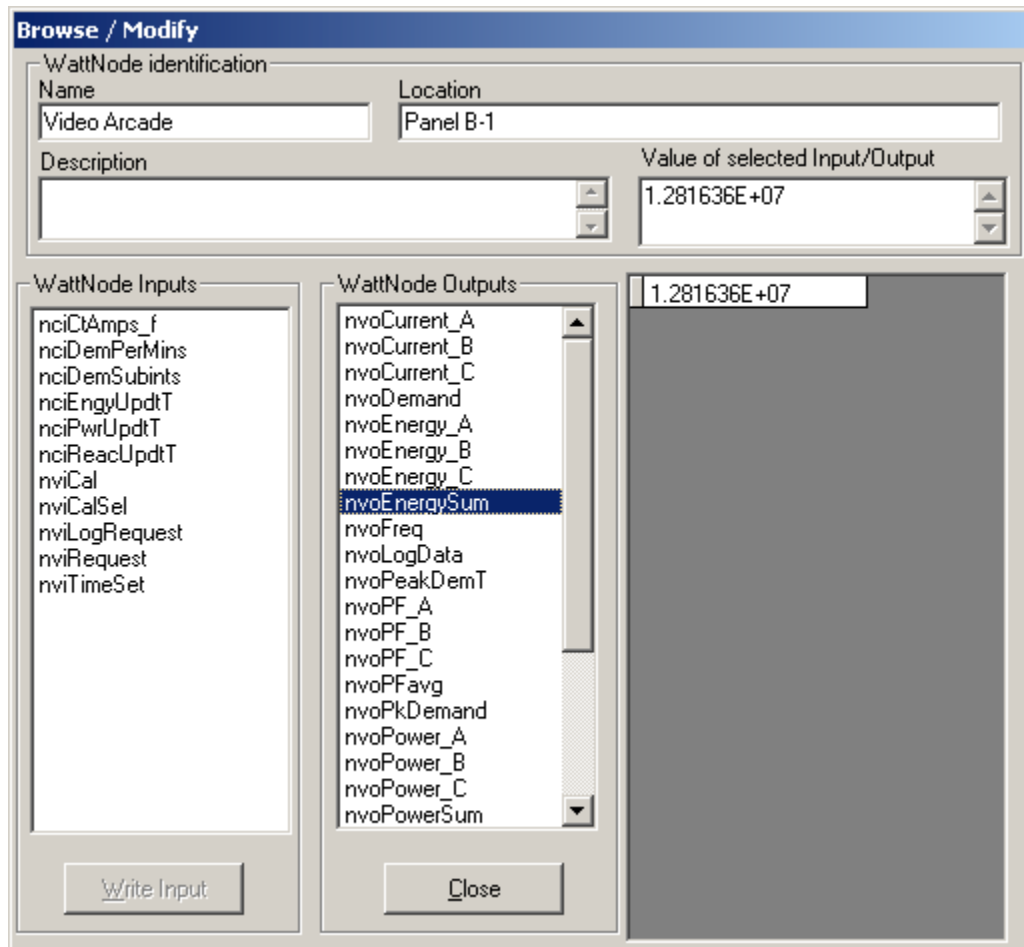 Browse / Modify
WattNode identification
Name
Location
Video Arcade
Panel B-1
Description
Value of selected Input/Output
1.281636E+07
WattNode Inputs
nciCtAmps_f
nciDemPerMins
nciDemSubints
nciEngyUpdtT
nciPwrUpdtT
nciReacUpdtT
nviCal
nviCalSel
nviLogRequest
nviRequest
nviTimeSet
Write Input
WattNode Outputs
nvoCurrent_A
nvoCurrent_B
nvoCurrent_C
nvoDemand
nvoEnergy_A
nvoEnergy_B
nvoEnergy_C
nvoEnergySum
nvoFreq
nvoLogData
nvoPeakDemT
nvoPF_A
nvoPF_B
nvoPF_C
nvoPFavg
nvoPkDemand
nvoPower_A
nvoPower_B
nvoPower_C
nvoPowerSum
Close
1.281636E+07